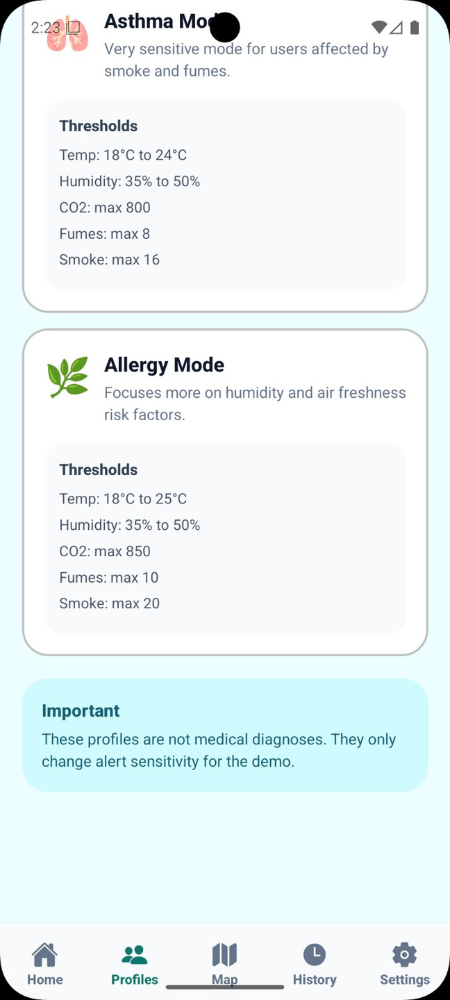 2:23
Asthma Mod
Very sensitive mode for users affected by
smoke and fumes.
Thresholds
Temp: 18°C to 24°C
Humidity: 35% to 50%
CO2: max 800
Fumes: max 8
Smoke: max 16
Allergy Mode
Focuses more on humidity and air freshness
risk factors.
Thresholds
Temp: 18°C to 25°C
Humidity: 35% to 50%
CO2: max 850
Fumes: max 10
Smoke: max 20
Important
These profiles are not medical diagnoses. They only
change alert sensitivity for the demo.
Home Profiles Map History Settings